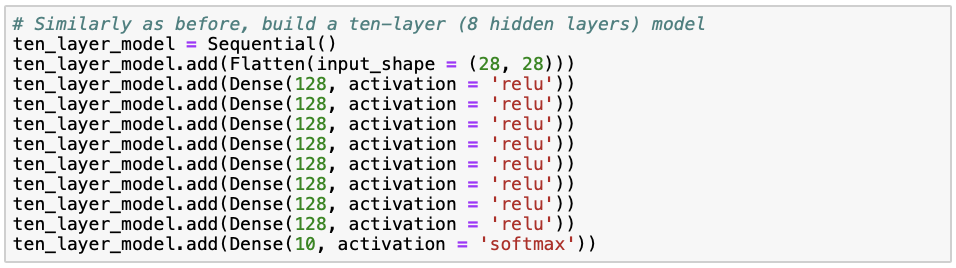 # Similarly as before, build a ten-layer (8 hidden layers) model
ten_layer_model = Sequential()
ten_layer_model.add(Flatten(input_shape = (28, 28)))
ten_layer_model.add(Dense(128, activation = 'relu'))
ten_layer_model.add(Dense(128, activation = 'relu'))
ten_layer_model.add(Dense(128, activation = 'relu'))
ten_layer_model.add(Dense(128, activation = 'relu'))
ten_layer_model.add(Dense(128, activation = 'relu'))
ten_layer_model.add(Dense(128, activation = 'relu'))
ten_layer_model.add(Dense(128, activation = 'relu'))
ten_layer_model.add(Dense(128, activation = 'relu'))
ten_layer_model.add(Dense(10, activation = 'softmax'))